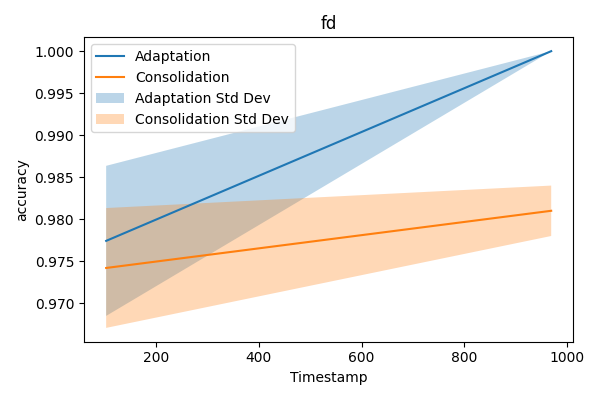 fd
Adaptation
Consolidation
Adaptation Std Dev
Consolidation Std Dev
accuracy
1.000
0.995
0.990
0.985
0.980
0.975
0.970
200
400
600
800
1000
Timestamp